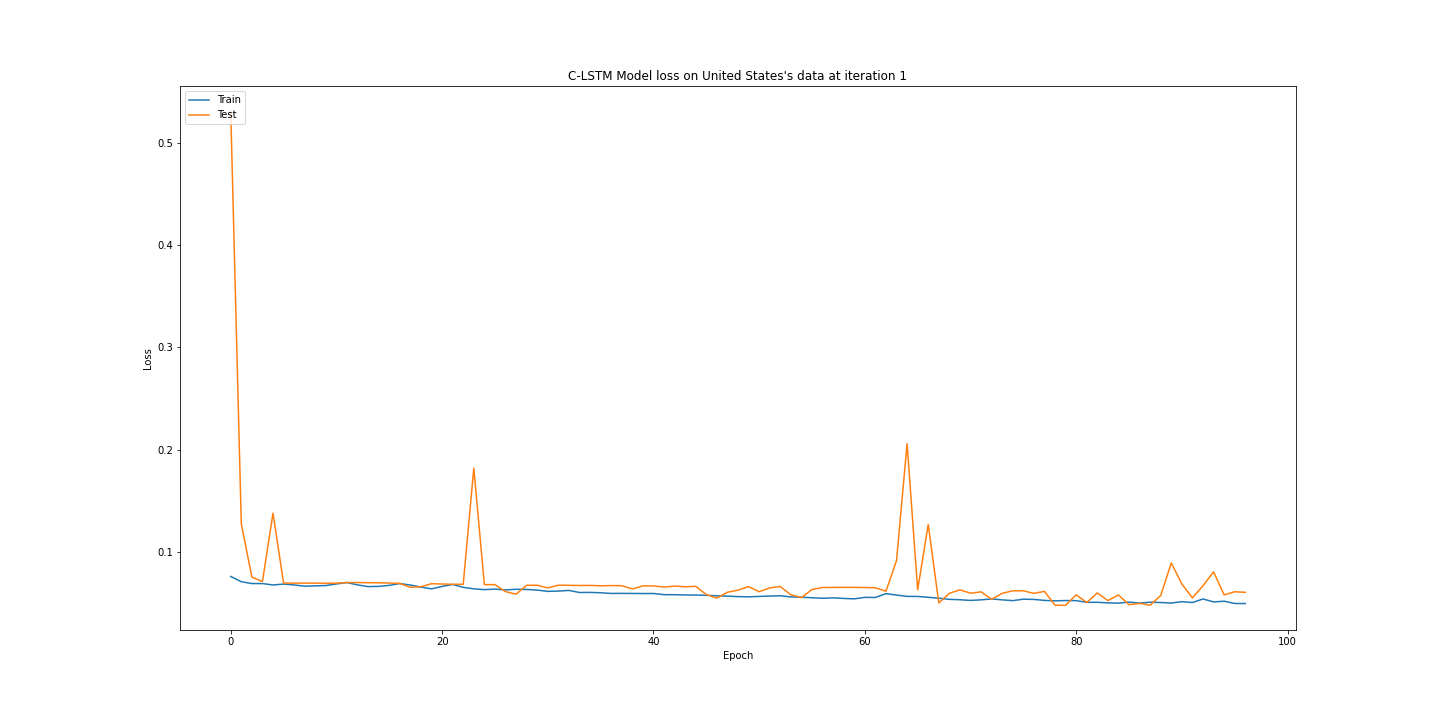 C-LSTM Model loss on United States's data at iteration 1
Train
Test
0.5
0.4
0.3
0.2
0.1
Loss
0 20 40 60 80 100
Epoch